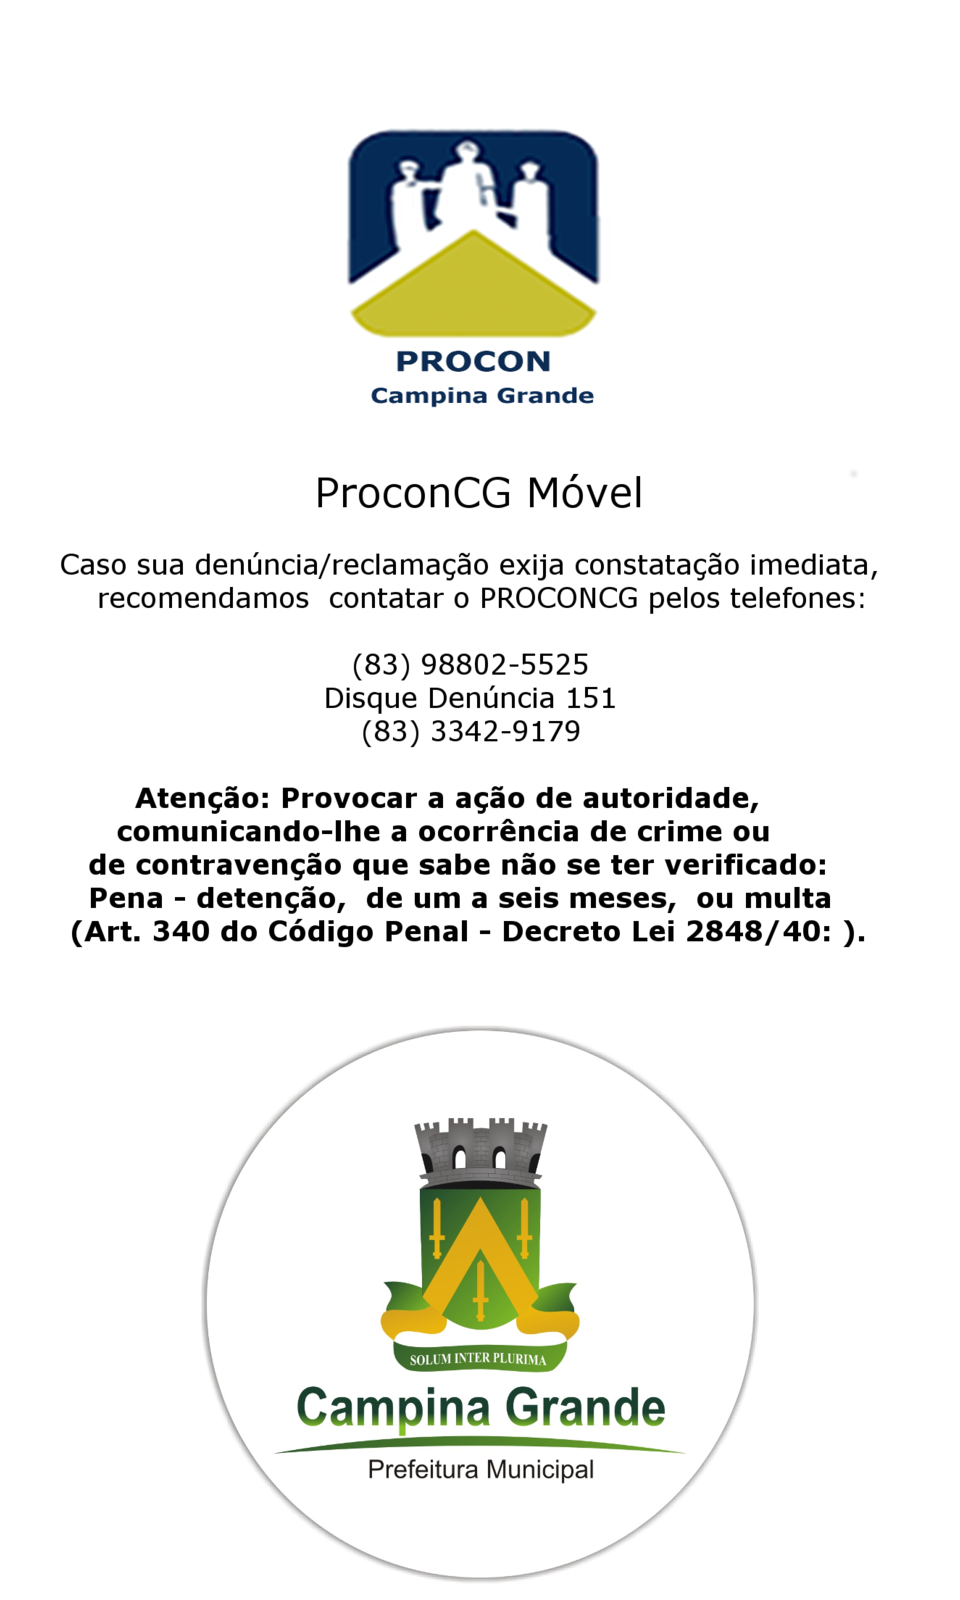 PROCON
Campina Grande
ProconCG Móvel
Caso sua denúncia/reclamação exija constatação imediata,
recomendamos contatar o PROCONCG pelos telefones:
(83) 98802-5525
Disque Denúncia 151
(83) 3342-9179
Atenção: Provocar a ação de autoridade,
comunicando-lhe a ocorrência de crime ou
de contravenção que sabe não se ter verificado:
Pena - detenção, de um a seis meses, ou multa
(Art. 340 do Código Penal - Decreto Lei 2848/40: ).
SOLUM INTER PLURIMA
Campina Grande
Prefeitura Municipal